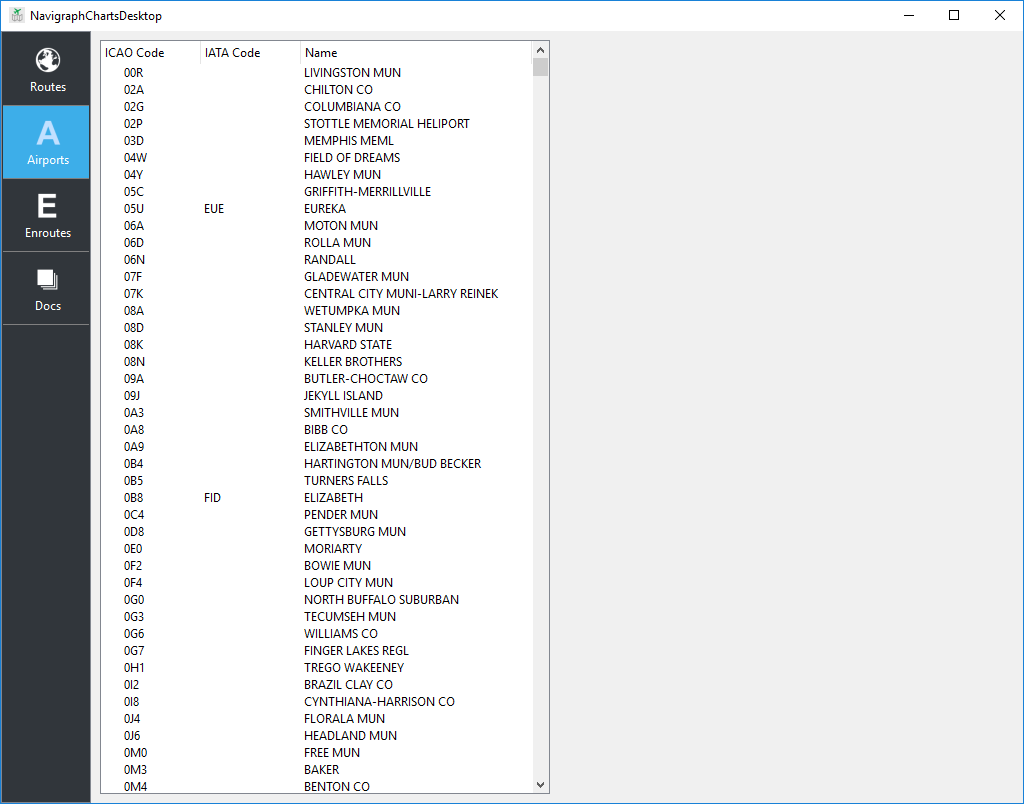 NavigraphChartsDesktop
Routes
A
Airports
E
Enroutes
Docs
ICAO Code IATA Code Name
00R LIVINGSTON MUN
02A CHILTON CO
02G COLUMBIANA CO
02P STOTTLE MEMORIAL HELIPORT
03D MEMPHIS MEML
04W FIELD OF DREAMS
04Y HAWLEY MUN
05C GRIFFITH-MERRILLVILLE
05U EUE EUREKA
06A MOTON MUN
06D ROLLA MUN
06N RANDALL
07F GLADEWATER MUN
07K CENTRAL CITY MUNI-LARRY REINEK
08A WETUMPKA MUN
08D STANLEY MUN
08K HARVARD STATE
08N KELLER BROTHERS
09A BUTLER-CHOCTAW CO
09J JEKYLL ISLAND
0A3 SMITHVILLE MUN
0A8 BIBB CO
0A9 ELIZABETHTON MUN
0B4 HARTINGTON MUN/BUD BECKER
0B5 TURNERS FALLS
0B8 FID ELIZABETH
0C4 PENDER MUN
0D8 GETTYSBURG MUN
0E0 MORIARTY
0F2 BOWIE MUN
0F4 LOUP CITY MUN
0G0 NORTH BUFFALO SUBURBAN
0G3 TECUMSEH MUN
0G6 WILLIAMS CO
0G7 FINGER LAKES REGL
0H1 TREGO WAKEENEY
0I2 BRAZIL CLAY CO
0I8 CYNTHIANA-HARRISON CO
0J4 FLORALA MUN
0J6 HEADLAND MUN
0M0 FREE MUN
0M3 BAKER
0M4 BENTON CO